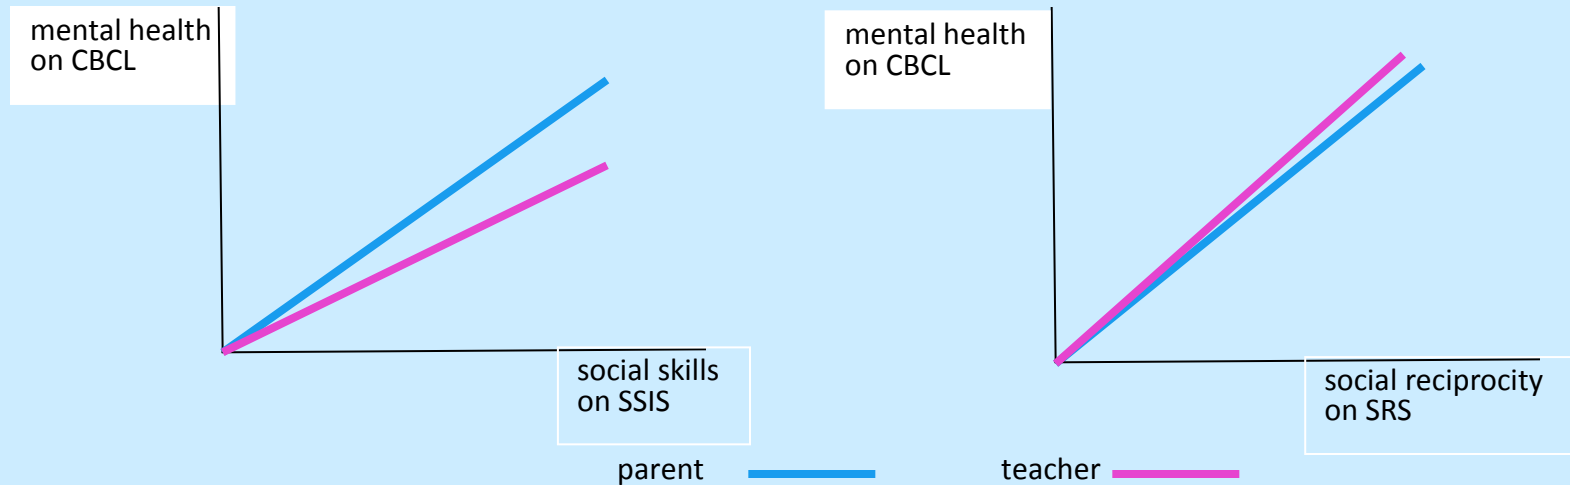 mental health
on CBCL
mental health
on CBCL
social skills
on SSIS
social reciprocity
on SRS
parent
teacher